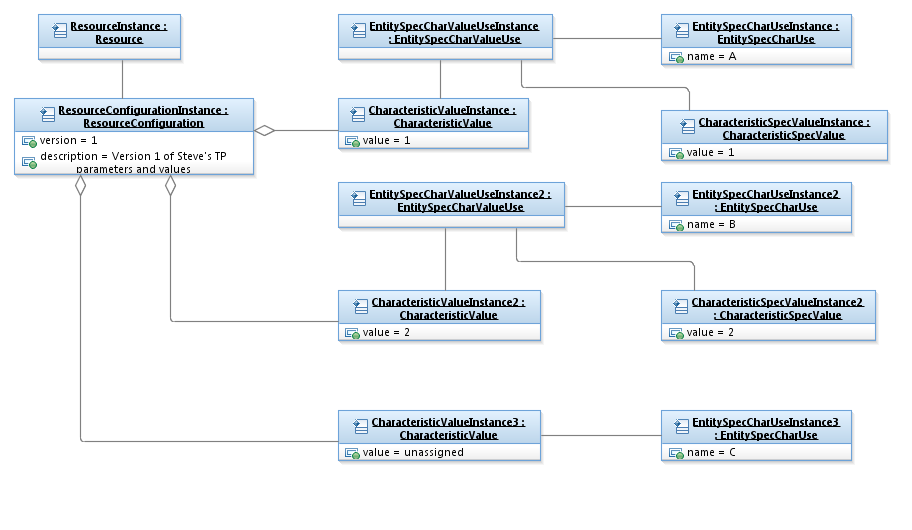 ResourceInstance :
Resource
EntitySpecCharValueUseInstance
: EntitySpecCharValueUse
EntitySpecCharUseInstance :
EntitySpecCharUse
name = A
ResourceConfigurationInstance :
ResourceConfiguration
version = 1
description = Version 1 of Steve's TP
parameters and values
CharacteristicValueInstance :
CharacteristicValue
value = 1
CharacteristicSpecValueInstance :
CharacteristicSpecValue
value = 1
EntitySpecCharValueUseInstance2 :
EntitySpecCharValueUse
EntitySpecCharUseInstance2
: EntitySpecCharUse
name = B
CharacteristicValueInstance2 :
CharacteristicValue
value = 2
CharacteristicSpecValueInstance2
: CharacteristicSpecValue
value = 2
CharacteristicValueInstance3 :
CharacteristicValue
value = unassigned
EntitySpecCharUseInstance3
: EntitySpecCharUse
name = C